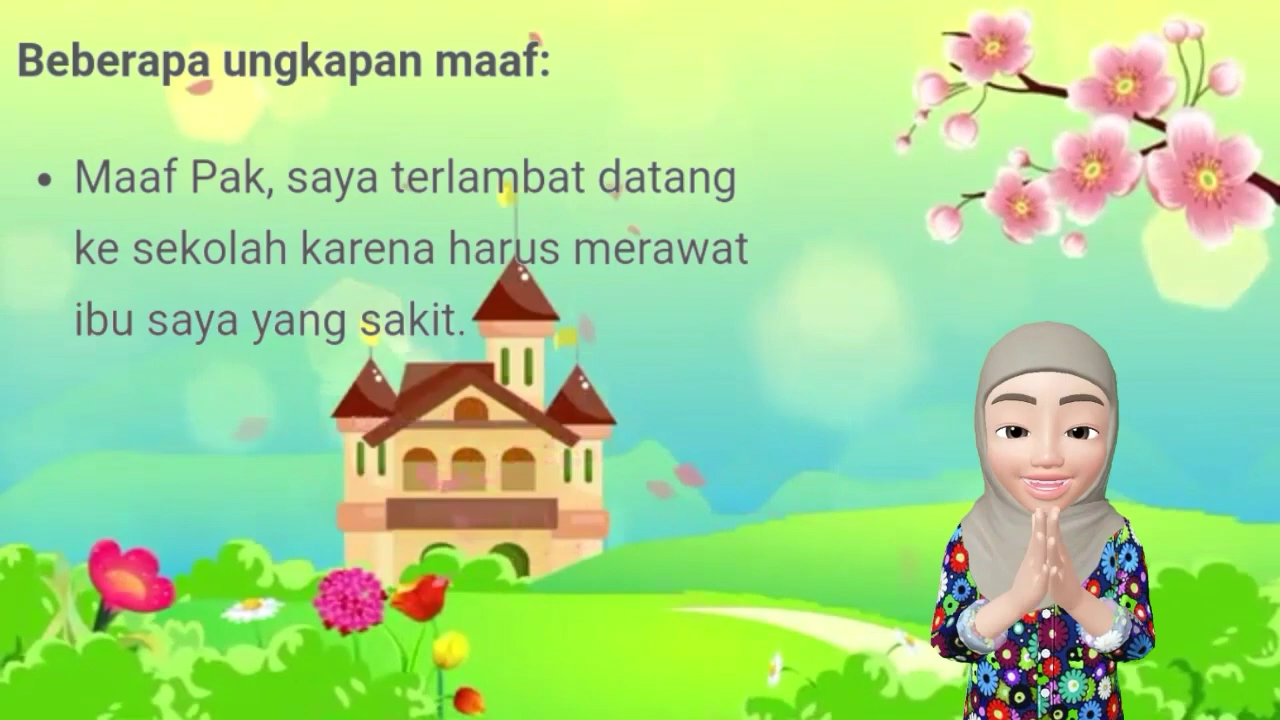 Beberapa ungkapan maaf:
• Maaf Pak, saya terlambat datang
ke sekolah karena harus merawat
ibu saya yang sakit.